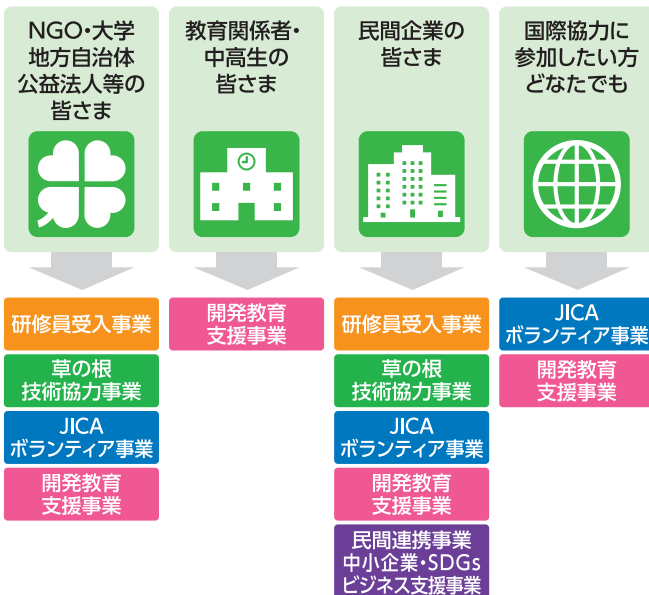 NGO・大学
地方自治体
公益法人等の
皆さま
教育関係者・
中高生の
皆さま
民間企業の
皆さま
国際協力に
参加したい方
どなたでも
研修員受入事業
草の根
技術協力事業
JICA
ボランティア事業
開発教育
支援事業
開発教育
支援事業
研修員受入事業
草の根
技術協力事業
JICA
ボランティア事業
開発教育
支援事業
民間連携事業
中小企業・SDGs
ビジネス支援事業
JICA
ボランティア事業
開発教育
支援事業